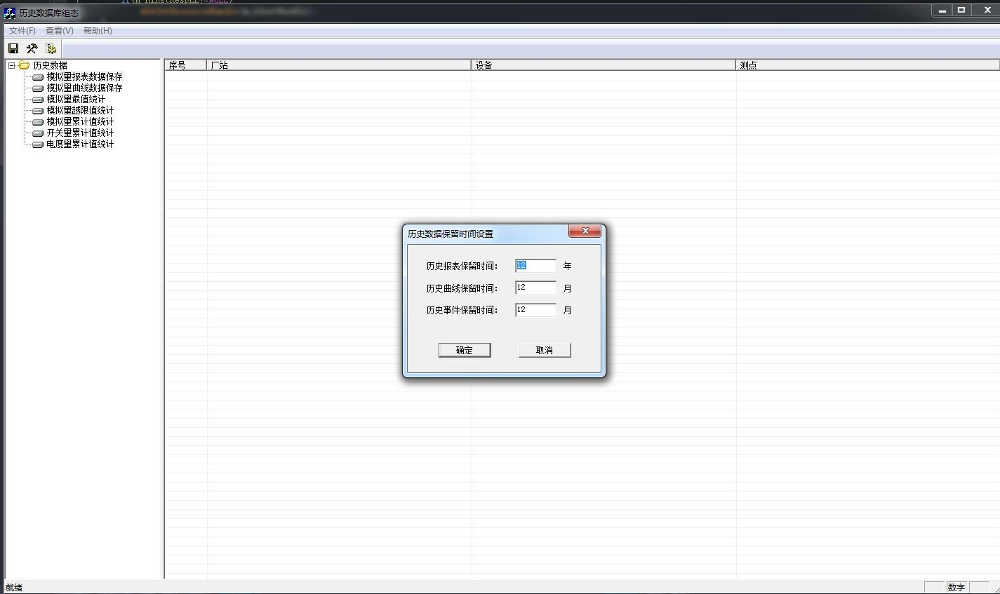 历史数据库组态
文件(F) 查看(V) 帮助(H)
历史数据
模拟量报表数据保存
模拟量曲线数据保存
模拟量最值统计
模拟量越限值统计
模拟量累计值统计
开关量累计值统计
电度量累计值统计
序号 厂站 设备 测点
历史数据保留时间设置
历史报表保留时间: 12 年
历史曲线保留时间: 12 月
历史事件保留时间: 12 月
确定 取消
就绪 数字